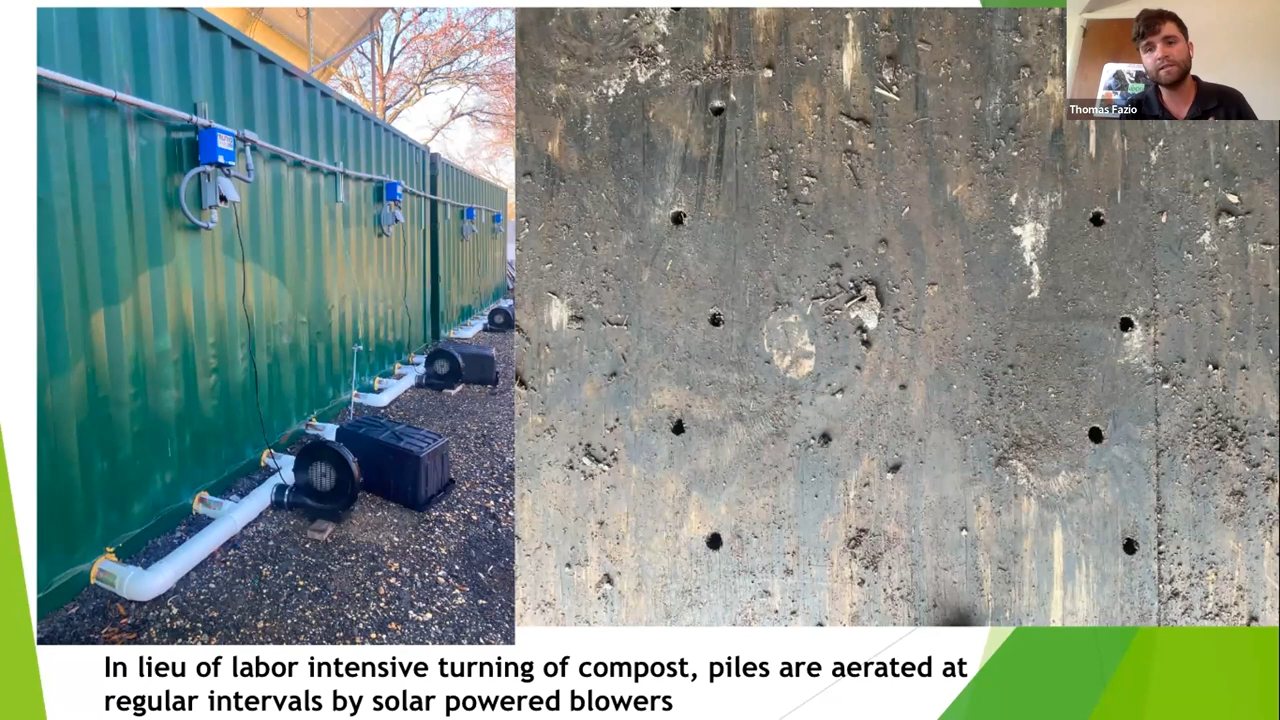 Thomas Fazio
In lieu of labor intensive turning of compost, piles are aerated at
regular intervals by solar powered blowers